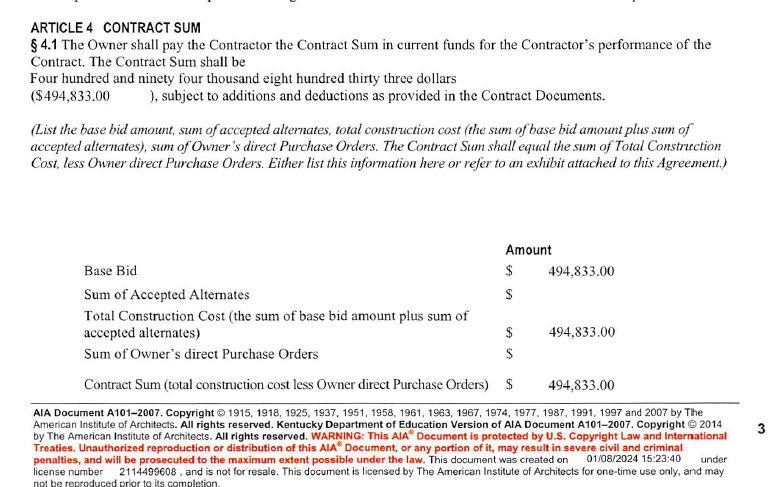 ARTICLE 4 CONTRACT SUM
§ 4.1 The Owner shall pay the Contractor the Contract Sum in current funds for the Contractor's performance of the
Contract. The Contract Sum shall be
Four hundred and ninety four thousand eight hundred thirty three dollars
($494,833.00 ), subject to additions and deductions as provided in the Contract Documents.
(List the base bid amount, sum of accepted alternates, total construction cost (the sum of base bid amount plus sum of
accepted alternates), sum of Owner's direct Purchase Orders. The Contract Sum shall equal the sum of Total Construction
Cost, less Owner direct Purchase Orders. Either list this information here or refer to an exhibit attached to this Agreement.)
Amount
Base Bid $ 494,833.00
Sum of Accepted Alternates $
Total Construction Cost (the sum of base bid amount plus sum of
accepted alternates) $ 494,833.00
Sum of Owner's direct Purchase Orders $
Contract Sum (total construction cost less Owner direct Purchase Orders) $ 494,833.00
AIA Document A101–2007. Copyright © 1915, 1918, 1925, 1937, 1951, 1958, 1961, 1963, 1967, 1974, 1977, 1987, 1991, 1997 and 2007 by The
American Institute of Architects. All rights reserved. Kentucky Department of Education Version of AIA Document A101–2007. Copyright © 2014
by The American Institute of Architects. All rights reserved. WARNING: This AIA® Document is protected by U.S. Copyright Law and International
Treaties. Unauthorized reproduction or distribution of this AIA® Document, or any portion of it, may result in severe civil and criminal
penalties, and will be prosecuted to the maximum extent possible under the law. This document was created on 01/08/2024 15:23:40 under
license number 2114499608 , and is not for resale. This document is licensed by The American Institute of Architects for one-time use only, and may
not be reproduced prior to its completion.
3